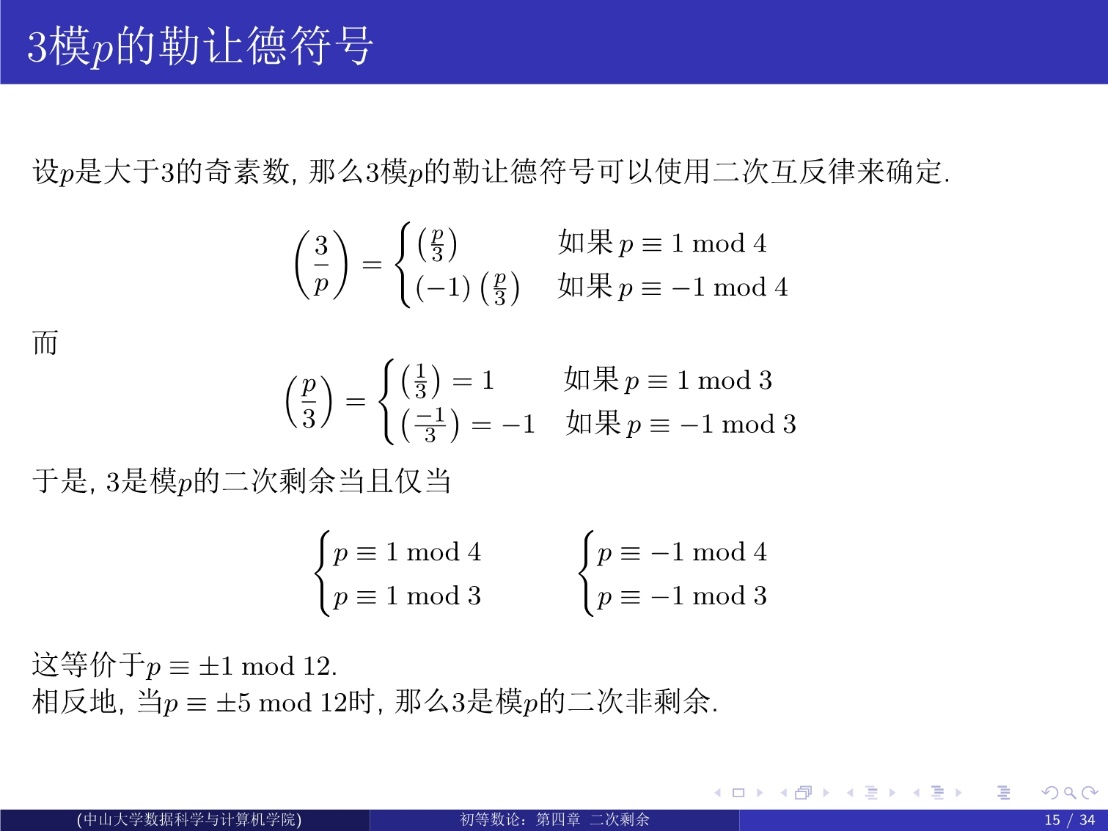 3模p的勒让德符号
设p是大于3的奇素数, 那么3模p的勒让德符号可以使用二次互反律来确定.
(3/p) = { (p/3) 如果 p ≡ 1 mod 4
(−1) (p/3) 如果 p ≡ −1 mod 4
而
(p/3) = { (1/3) = 1 如果 p ≡ 1 mod 3
(−1/3) = −1 如果 p ≡ −1 mod 3
于是, 3是模p的二次剩余当且仅当
{ p ≡ 1 mod 4 { p ≡ −1 mod 4
p ≡ 1 mod 3 p ≡ −1 mod 3
这等价于p ≡ ±1 mod 12.
相反地, 当p ≡ ±5 mod 12时, 那么3是模p的二次非剩余.
(中山大学数据科学与计算机学院) 初等数论: 第四章 二次剩余 15 / 34